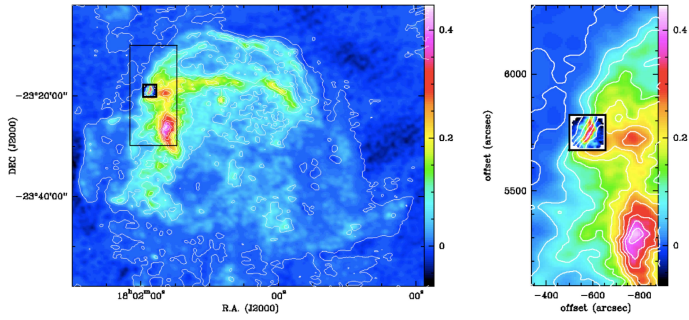 0.4
0.2
0
−23°20'00"
−23°40'00"
DEC (J2000)
18ʰ02ᵐ00ˢ
00ˢ
00ˢ
R.A. (J2000)
0.4
0.2
0
6000
5500
offset (arcsec)
−400
−600
−800
offset (arcsec)